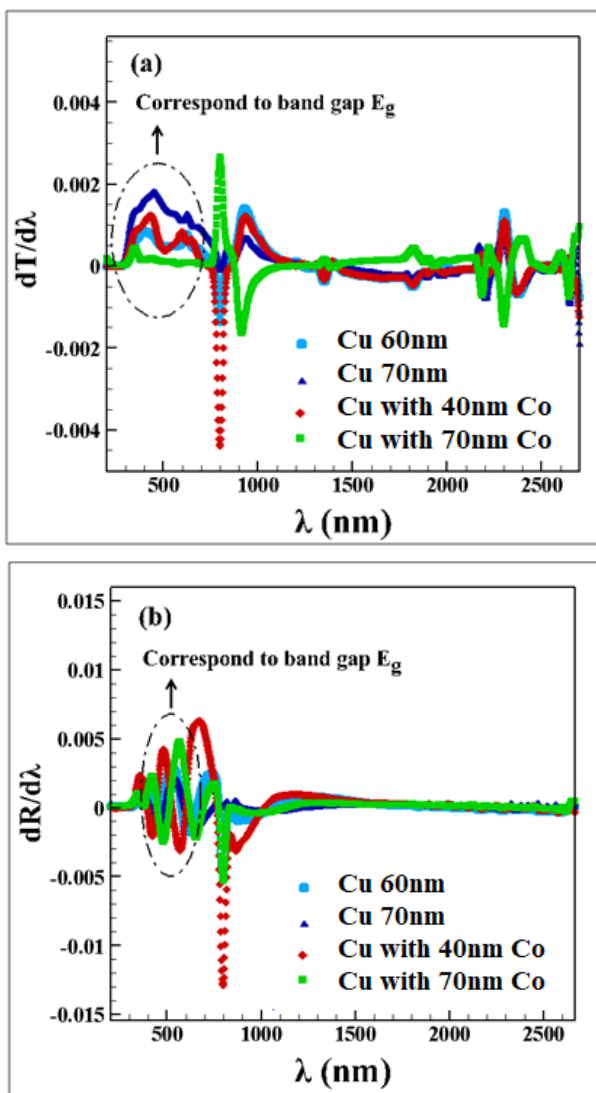 (a)
Correspond to band gap Eg
0.004
0.002
0
-0.002
-0.004
dT/dλ
Cu 60nm
Cu 70nm
Cu with 40nm Co
Cu with 70nm Co
500 1000 1500 2000 2500
λ (nm)
0.015
(b)
0.01
Correspond to band gap Eg
0.005
0
-0.005
-0.01
-0.015
dR/dλ
Cu 60nm
Cu 70nm
Cu with 40nm Co
Cu with 70nm Co
500 1000 1500 2000 2500
λ (nm)